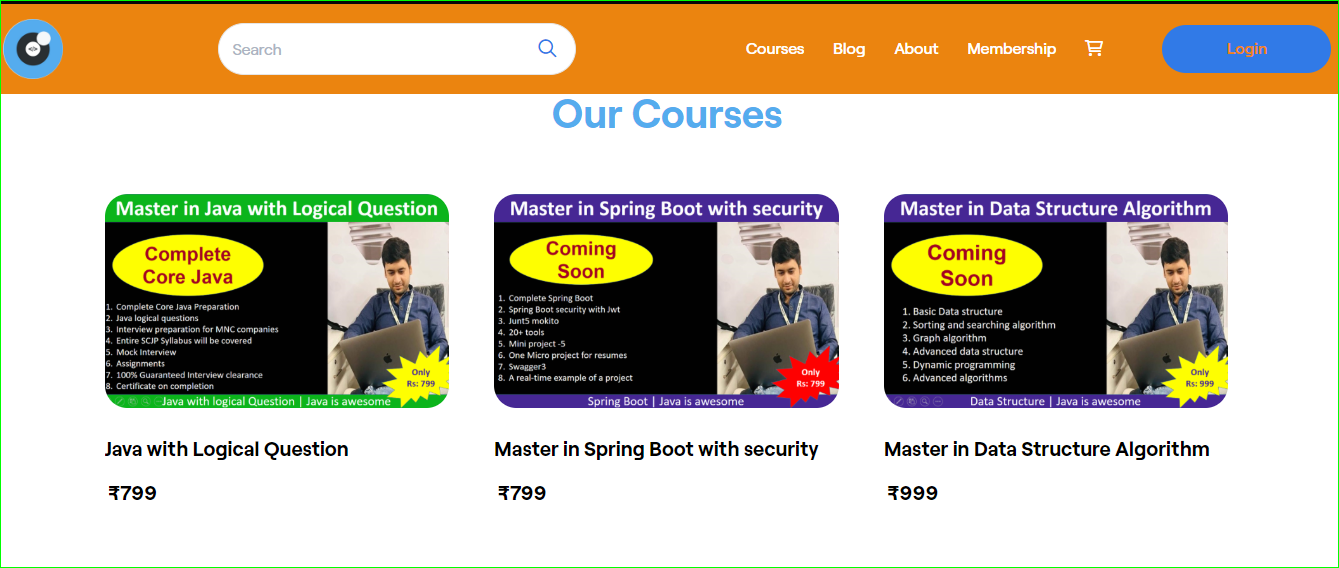 Search
Courses
Blog
About
Membership
Login
Our Courses
Master in Java with Logical Question
Complete
Core Java
1. Complete Core Java Preparation
2. Java logical questions
3. Interview preparation for MNC companies
4. Entire SCJP Syllabus will be covered
5. Mock Interview
6. Assignments
7. 100% Guaranteed Interview clearance
8. Certificate on completion
Only
Rs: 799
Java with logical Question | Java is awesome
Java with Logical Question
₹799
Master in Spring Boot with security
Coming
Soon
1. Complete Spring Boot
2. Spring Boot security with Jwt
3. Junt5 mokito
4. 20+ tools
5. Mini project -5
6. One Micro project for resumes
7. Swagger3
8. A real-time example of a project
Only
Rs: 799
Spring Boot | Java is awesome
Master in Spring Boot with security
₹799
Master in Data Structure Algorithm
Coming
Soon
1. Basic Data structure
2. Sorting and searching algorithm
3. Graph algorithm
4. Advanced data structure
5. Dynamic programming
6. Advanced algorithms
Only
Rs: 999
Data Structure | Java is awesome
Master in Data Structure Algorithm
₹999